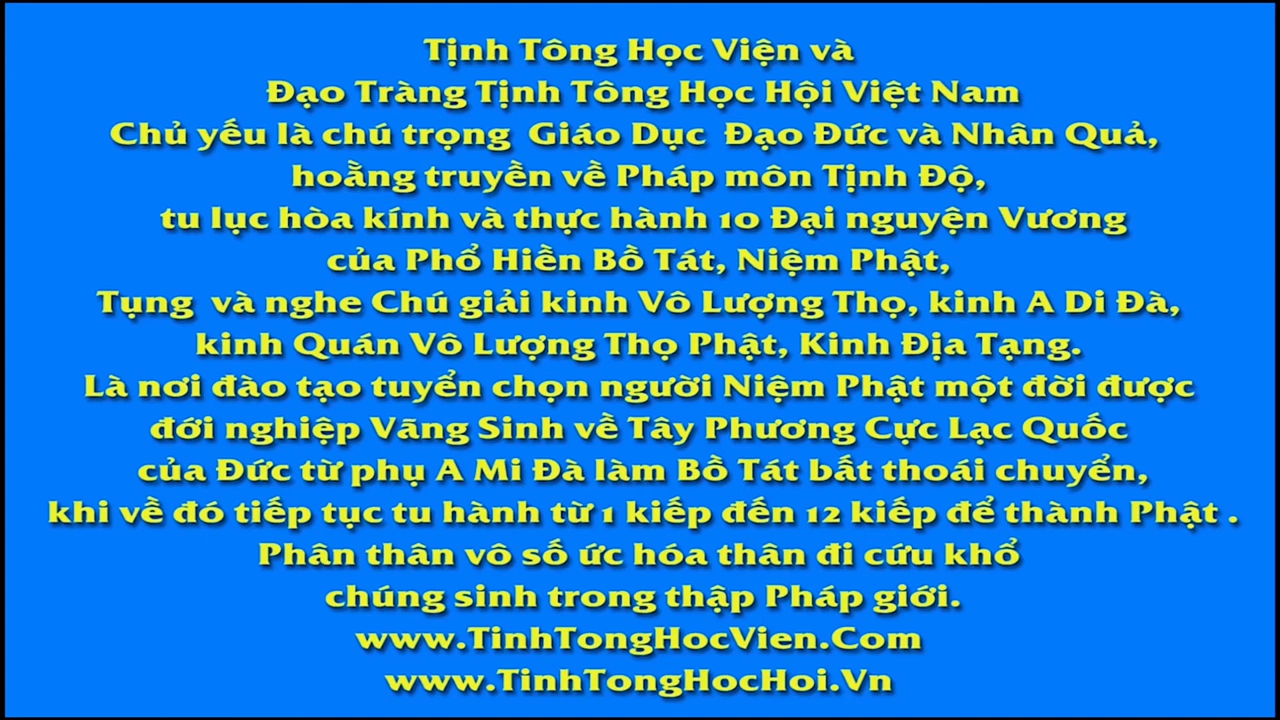 Tịnh Tông Học Viện và
Đạo Tràng Tịnh Tông Học Hội Việt Nam
Chủ yếu là chú trọng Giáo Dục Đạo Đức và Nhân Quả,
hoằng truyền về Pháp môn Tịnh Độ,
tu lục hòa kính và thực hành 10 Đại nguyện Vương
của Phổ Hiền Bồ Tát, Niệm Phật,
Tụng và nghe Chú giải kinh Vô Lượng Thọ, kinh A Di Đà,
kinh Quán Vô Lượng Thọ Phật, Kinh Địa Tạng.
Là nơi đào tạo tuyển chọn người Niệm Phật một đời được
đới nghiệp Vãng Sinh về Tây Phương Cực Lạc Quốc
của Đức từ phụ A Mi Đà làm Bồ Tát bất thoái chuyển,
khi về đó tiếp tục tu hành từ 1 kiếp đến 12 kiếp để thành Phật .
Phân thân vô số ức hóa thân đi cứu khổ
chúng sinh trong thập Pháp giới.
www.TinhTongHocVien.Com
www.TinhTongHocHoi.Vn